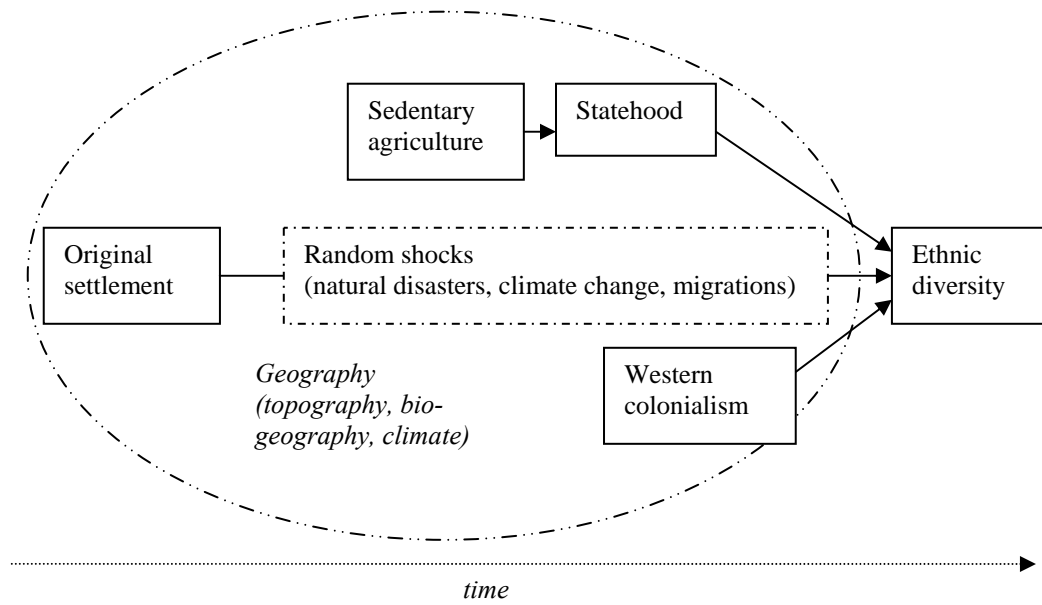 Sedentary
agriculture
Statehood
Original
settlement
Random shocks
(natural disasters, climate change, migrations)
Ethnic
diversity
Geography
(topography, bio-
geography, climate)
Western
colonialism
time